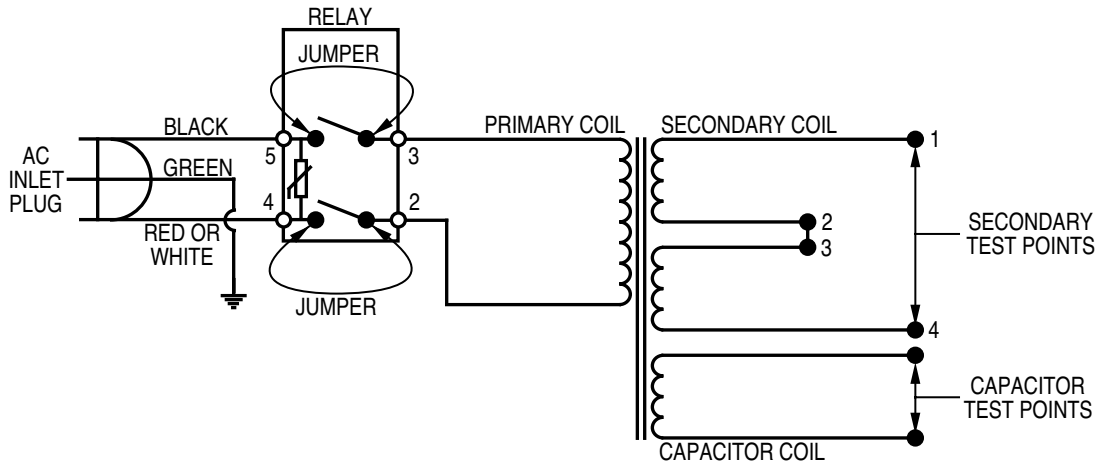 RELAY
JUMPER
BLACK
PRIMARY COIL
SECONDARY COIL
1
AC
INLET
PLUG
5
3
GREEN
4
2
2
3
SECONDARY
TEST POINTS
RED OR
WHITE
JUMPER
4
CAPACITOR
TEST POINTS
CAPACITOR COIL